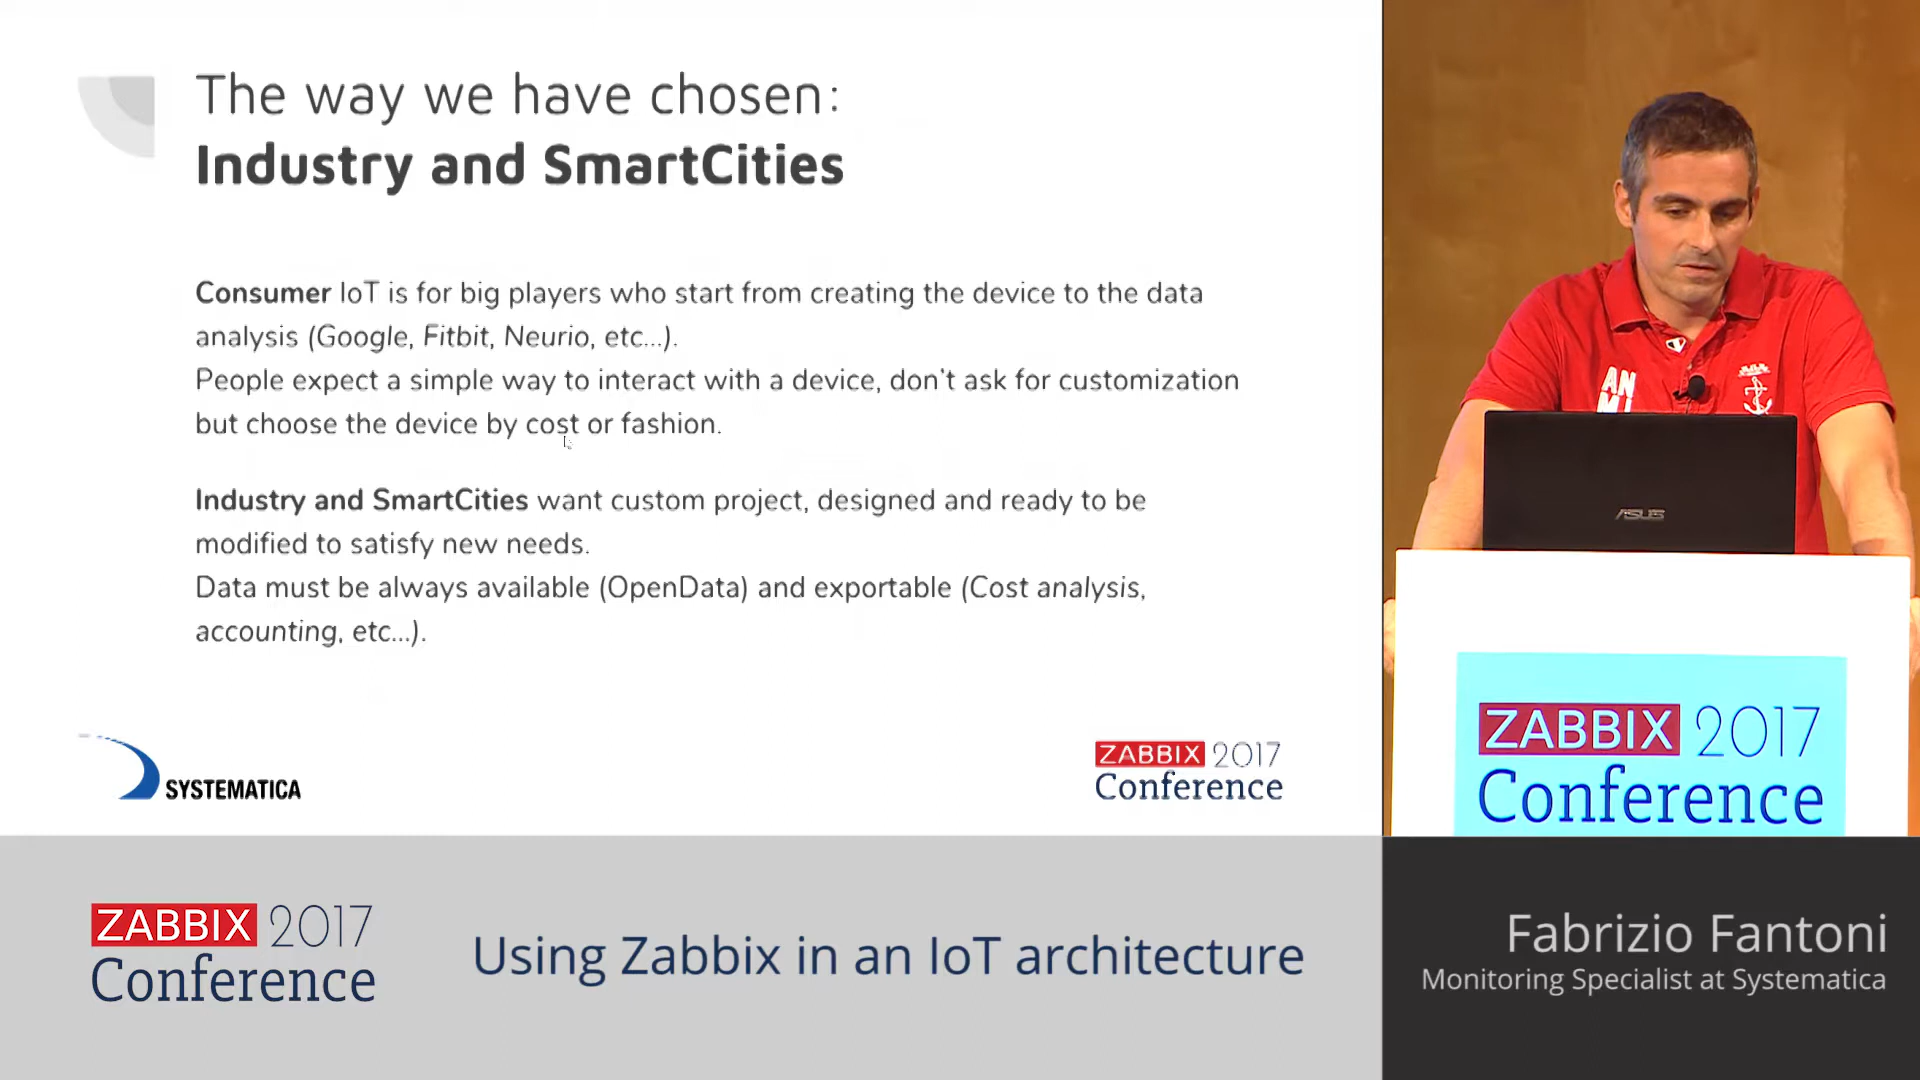 The way we have chosen:
Industry and SmartCities
Consumer IoT is for big players who start from creating the device to the data
analysis (Google, Fitbit, Neurio, etc...).
People expect a simple way to interact with a device, don't ask for customization
but choose the device by cost or fashion.
Industry and SmartCities want custom project, designed and ready to be
modified to satisfy new needs.
Data must be always available (OpenData) and exportable (Cost analysis,
accounting, etc...).
SYSTEMATICA
ZABBIX 2017
Conference
AN
ASUS
ZABBIX 2017
Conference
ZABBIX 2017
Conference
Using Zabbix in an IoT architecture
Fabrizio Fantoni
Monitoring Specialist at Systematica